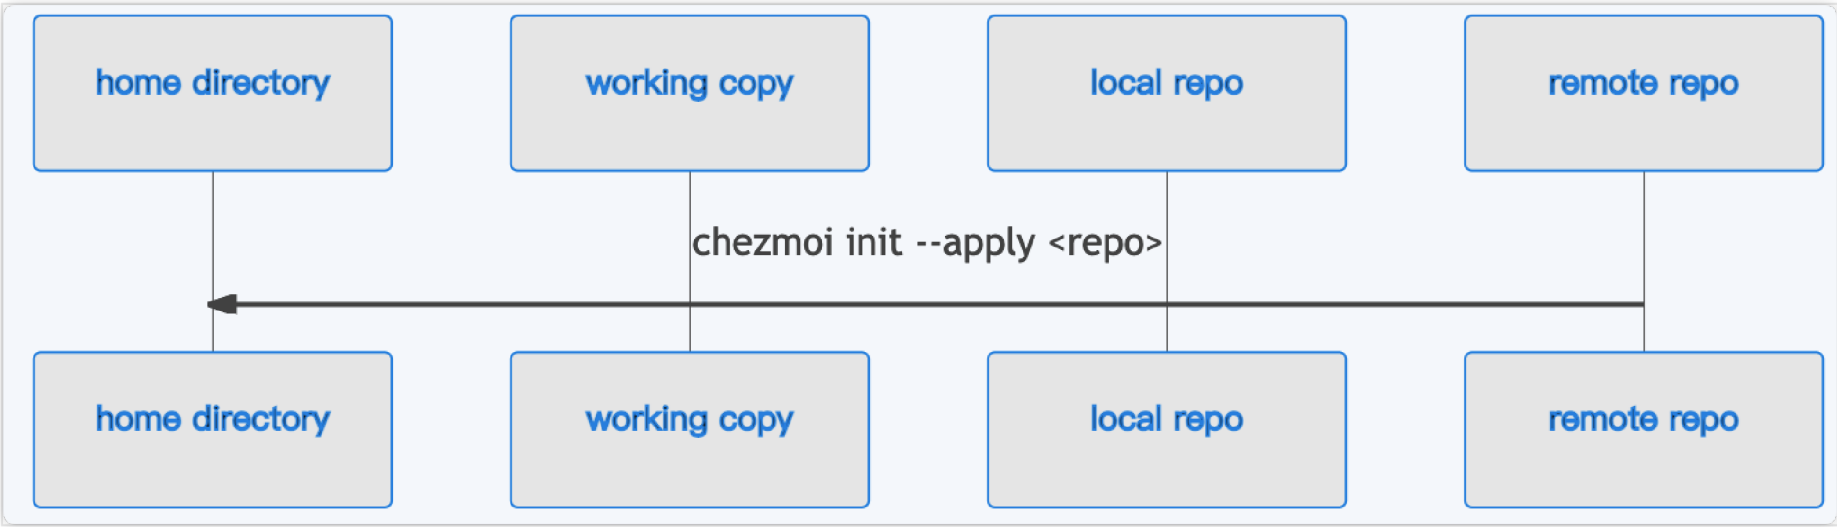 home directory
working copy
local repo
remote repo
chezmoi init --apply <repo>
home directory
working copy
local repo
remote repo